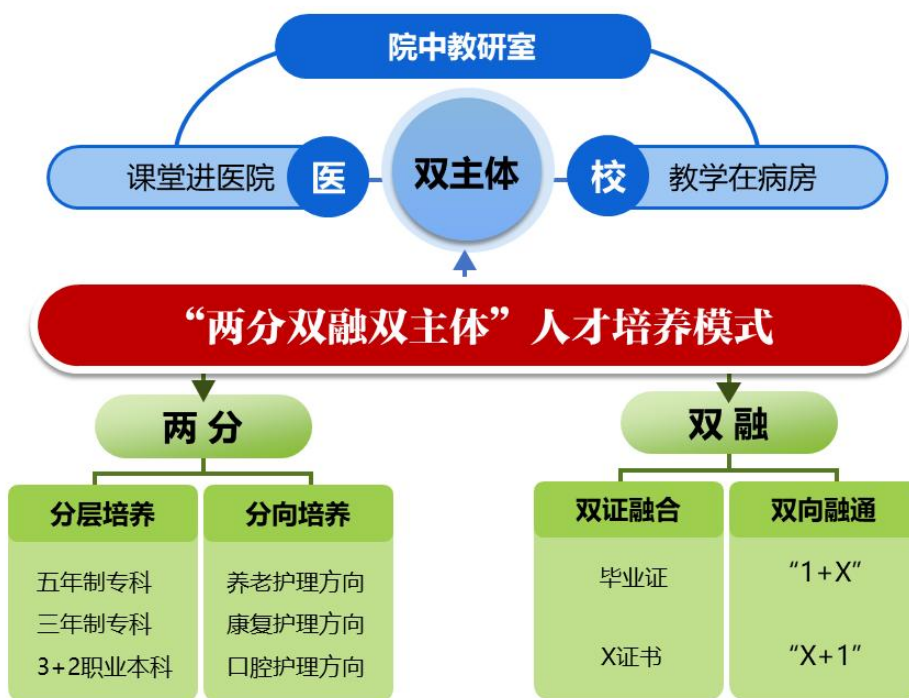 院中教研室
课堂进医院
医
双主体
校
教学在病房
“两分双融双主体”人才培养模式
两分
双融
分层培养
五年制专科
三年制专科
3+2职业本科
分向培养
养老护理方向
康复护理方向
口腔护理方向
双证融合
毕业证
X证书
双向融通
“1+X”
“X+1”